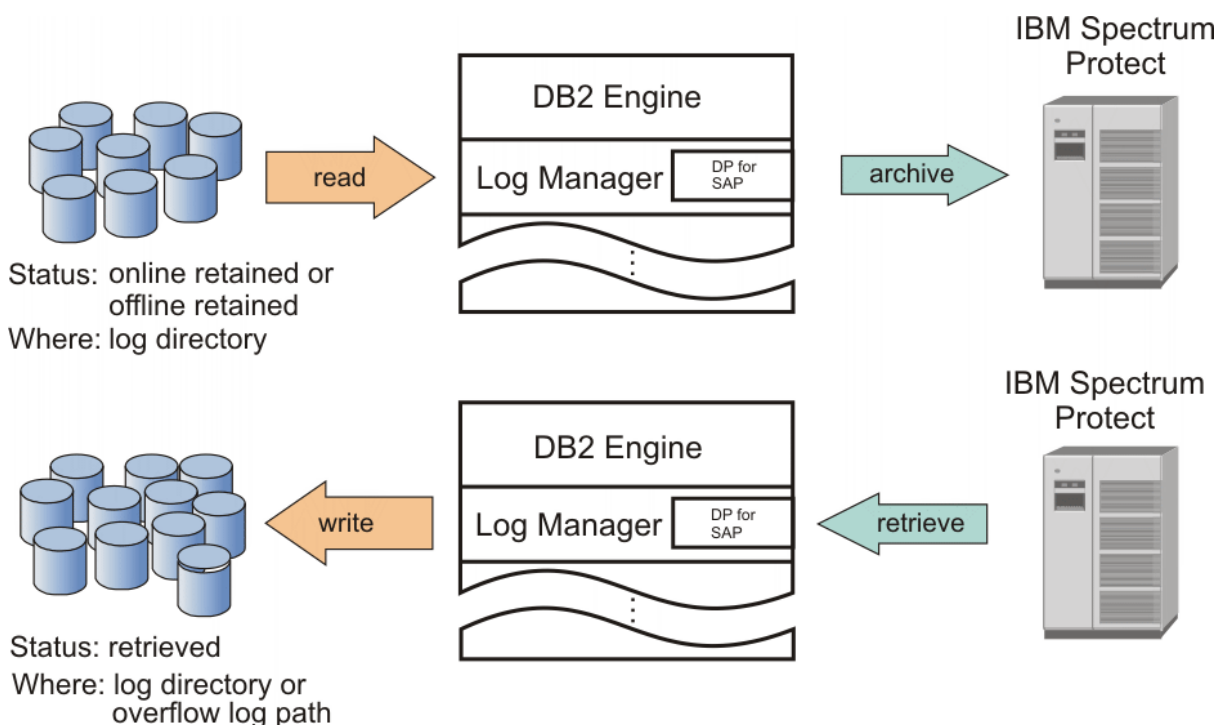 IBM Spectrum
Protect
DB2 Engine
Log Manager
DP for
SAP
read
archive
Status: online retained or
offline retained
Where: log directory
IBM Spectrum
Protect
DB2 Engine
Log Manager
DP for
SAP
write
retrieve
Status: retrieved
Where: log directory or
overflow log path